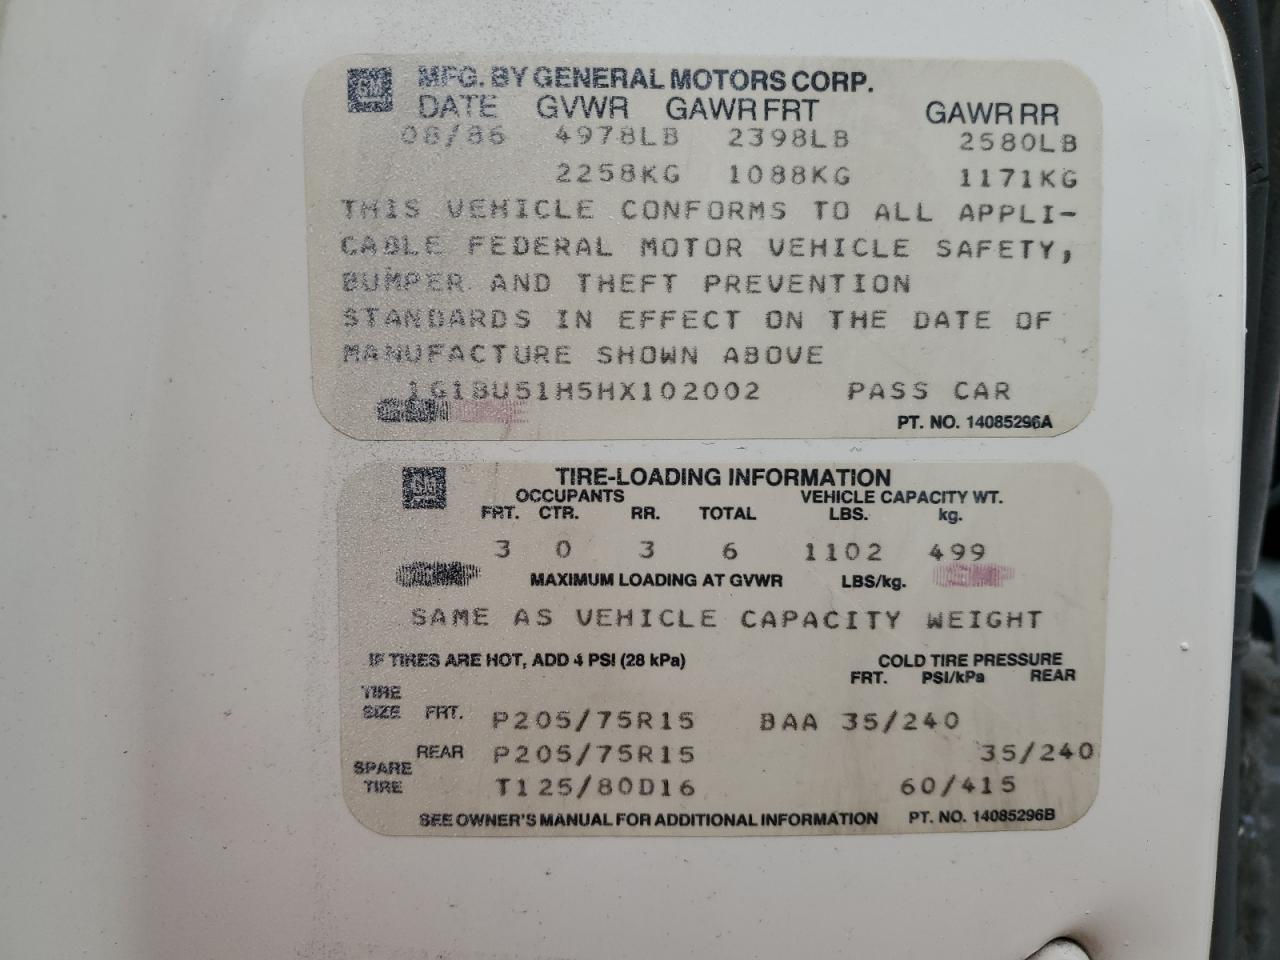 GM
MFG. BY GENERAL MOTORS CORP.
DATE GVWR GAWR FRT GAWR RR
08/86 4978LB 2398LB 2580LB
2258KG 1088KG 1171KG
THIS VEHICLE CONFORMS TO ALL APPLI-
CABLE FEDERAL MOTOR VEHICLE SAFETY,
BUMPER AND THEFT PREVENTION
STANDARDS IN EFFECT ON THE DATE OF
MANUFACTURE SHOWN ABOVE
1G1BU51H5HX102002 PASS CAR
PT. NO. 14085296A
GM
TIRE-LOADING INFORMATION
OCCUPANTS VEHICLE CAPACITY WT.
FRT. CTR. RR. TOTAL LBS. kg.
3 0 3 6 1102 499
MAXIMUM LOADING AT GVWR LBS/kg.
SAME AS VEHICLE CAPACITY WEIGHT
IF TIRES ARE HOT, ADD 4 PSI (28 kPa) COLD TIRE PRESSURE
FRT. PSI/kPa REAR
TIRE
SIZE FRT. P205/75R15 BAA 35/240
REAR P205/75R15 35/240
SPARE
TIRE T125/80D16 60/415
SEE OWNER'S MANUAL FOR ADDITIONAL INFORMATION PT. NO. 14085296B